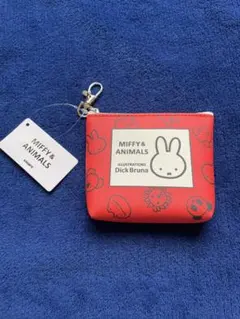 MIFFY&
ANIMALS
MIFFY&
ANIMALS
ILLUSTRATIONS
Dick Bruna